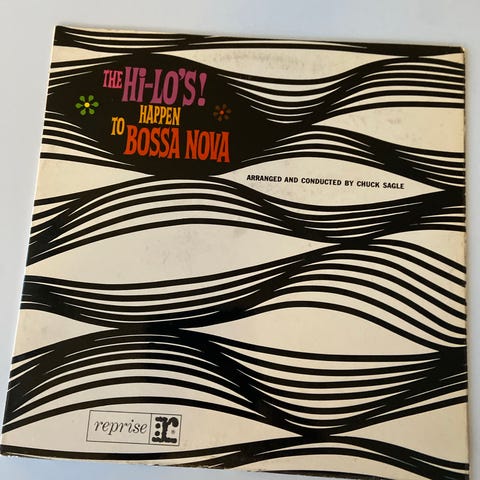 THE Hi-LO'S!
HAPPEN
TO BOSSA NOVA
ARRANGED AND CONDUCTED BY CHUCK SAGLE
reprise r: